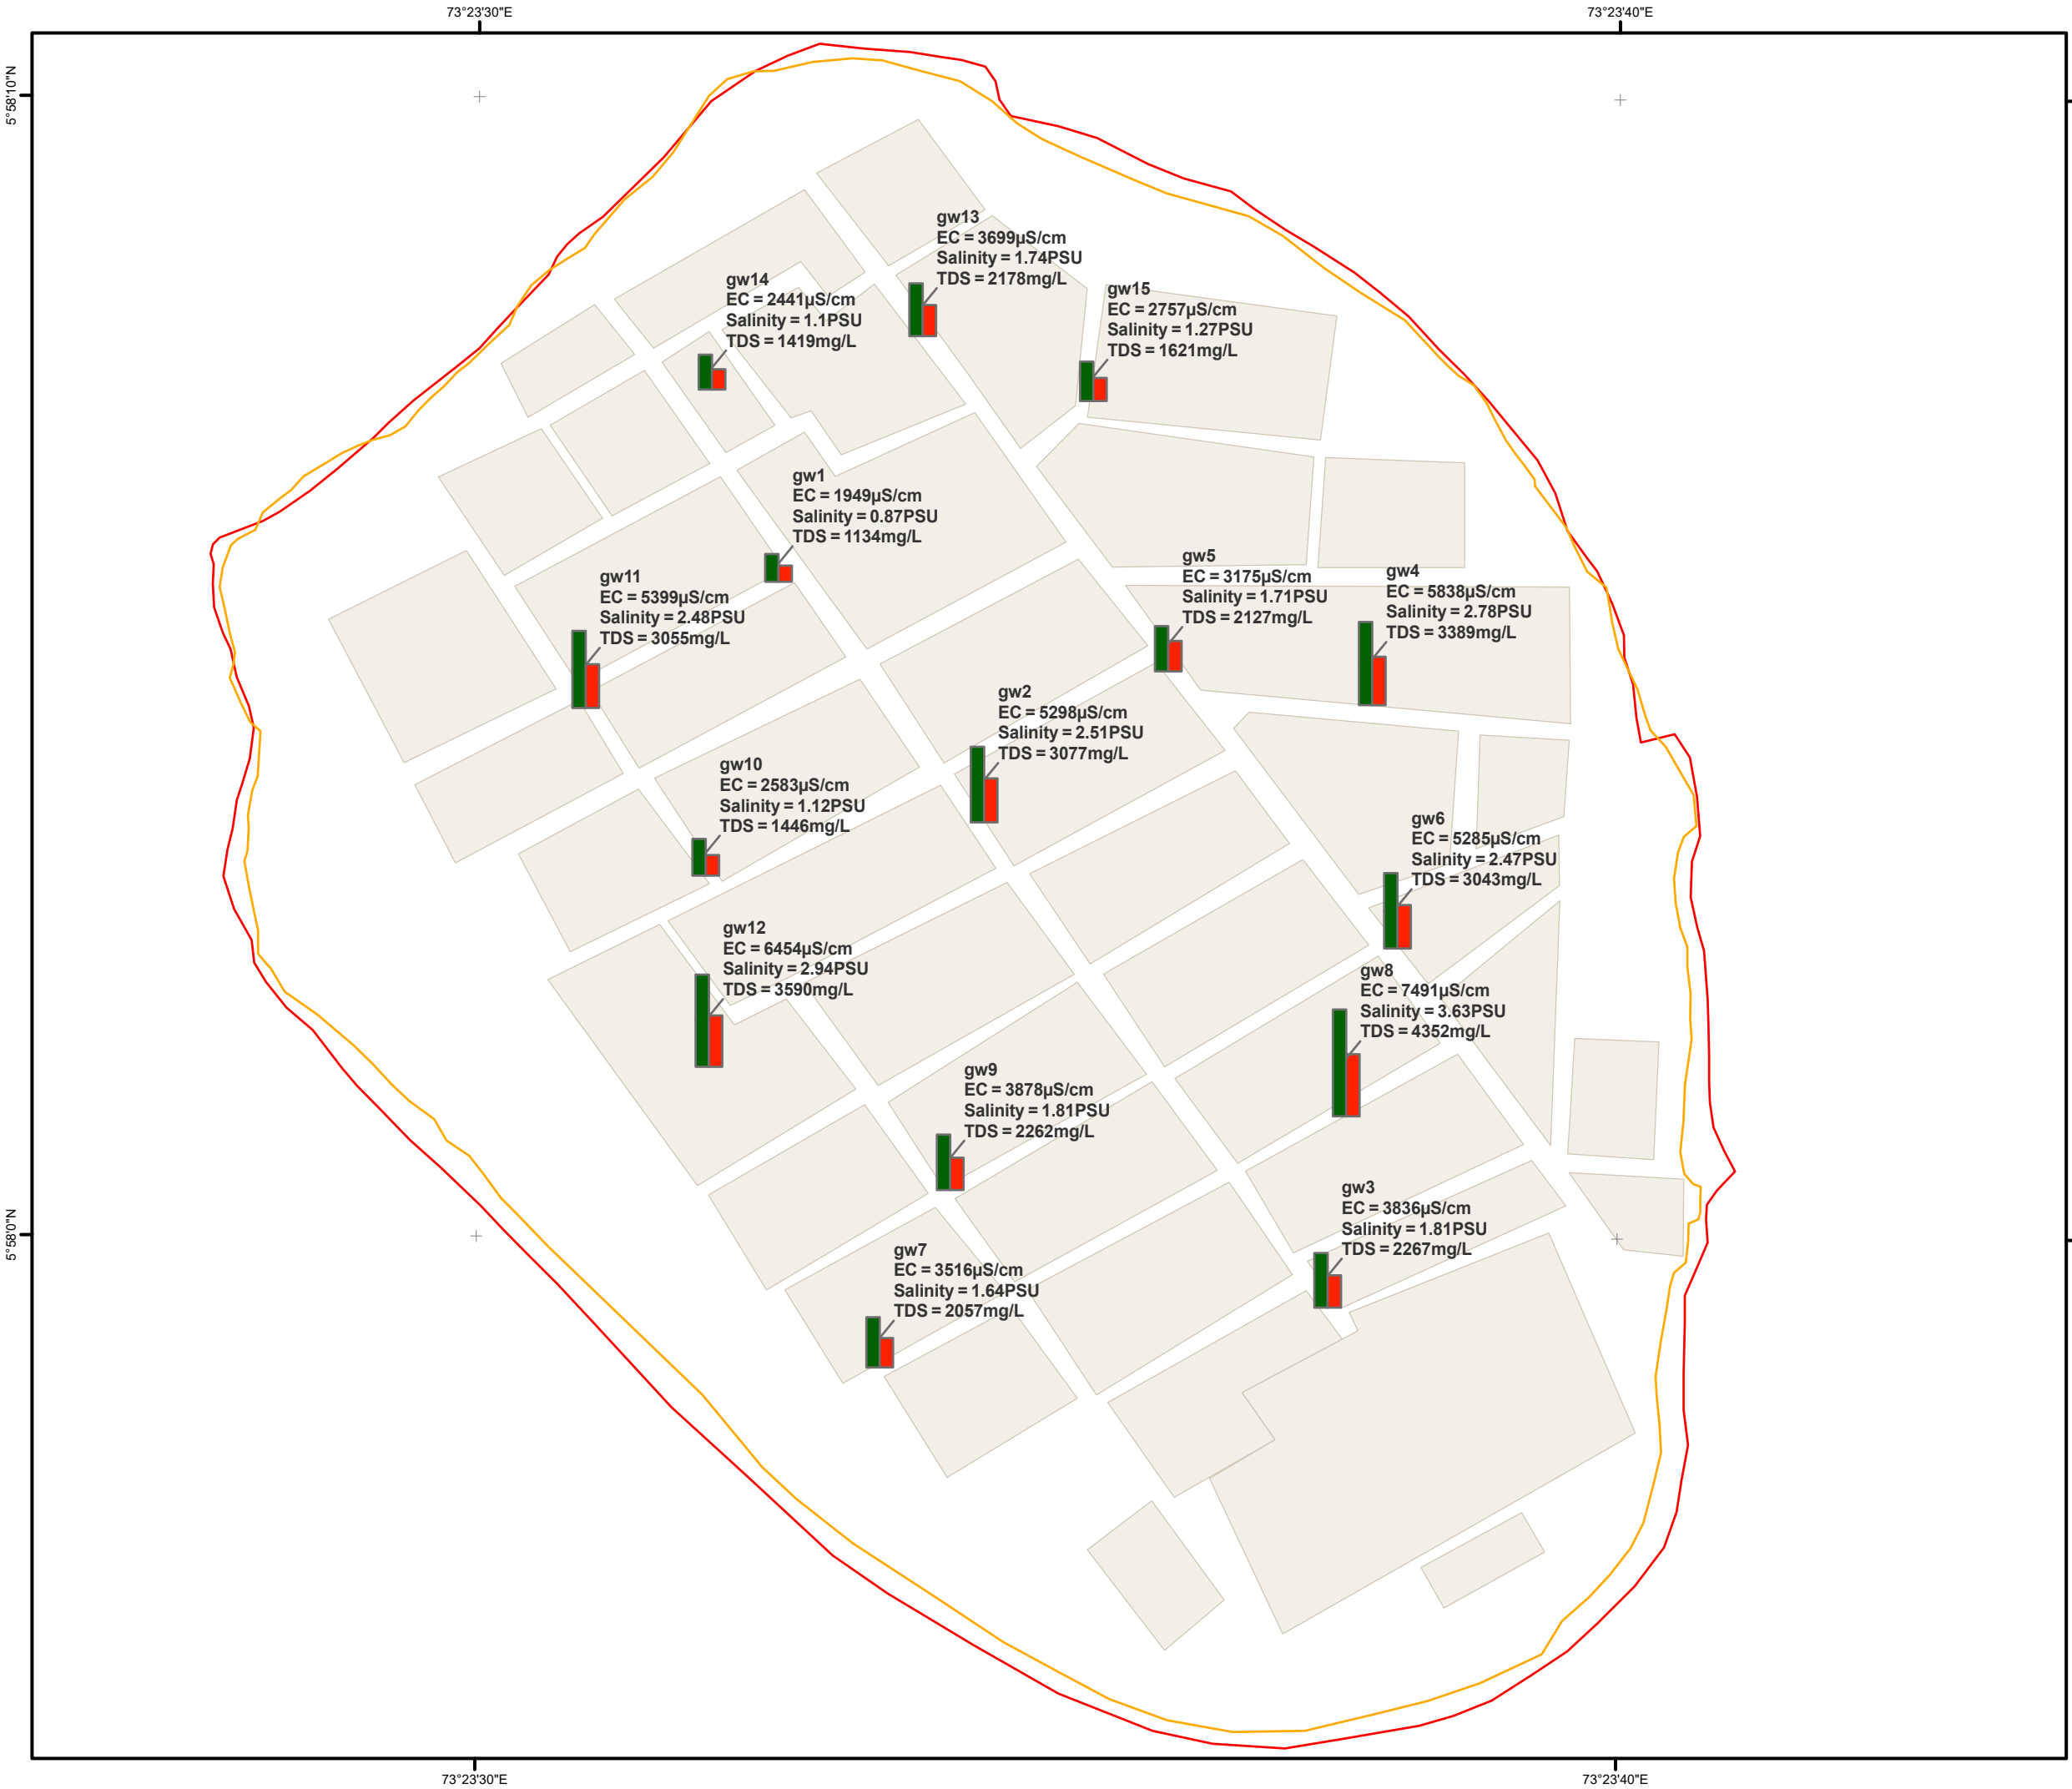 73°23'30"E
73°23'40"E
5°58'10"N
gw13
EC = 3699µS/cm
Salinity = 1.74PSU
TDS = 2178mg/L
gw14
EC = 2441µS/cm
Salinity = 1.1PSU
TDS = 1419mg/L
gw15
EC = 2757µS/cm
Salinity = 1.27PSU
TDS = 1621mg/L
gw1
EC = 1949µS/cm
Salinity = 0.87PSU
TDS = 1134mg/L
gw5
EC = 3175µS/cm
Salinity = 1.71PSU
TDS = 2127mg/L
gw4
EC = 5838µS/cm
Salinity = 2.78PSU
TDS = 3389mg/L
gw11
EC = 5399µS/cm
Salinity = 2.48PSU
TDS = 3055mg/L
gw2
EC = 5298µS/cm
Salinity = 2.51PSU
TDS = 3077mg/L
gw10
EC = 2583µS/cm
Salinity = 1.12PSU
TDS = 1446mg/L
gw6
EC = 5285µS/cm
Salinity = 2.47PSU
TDS = 3043mg/L
gw12
EC = 6454µS/cm
Salinity = 2.94PSU
TDS = 3590mg/L
gw8
EC = 7491µS/cm
Salinity = 3.63PSU
TDS = 4352mg/L
gw9
EC = 3878µS/cm
Salinity = 1.81PSU
TDS = 2262mg/L
gw3
EC = 3836µS/cm
Salinity = 1.81PSU
TDS = 2267mg/L
5°58'0"N
gw7
EC = 3516µS/cm
Salinity = 1.64PSU
TDS = 2057mg/L
73°23'30"E
73°23'40"E